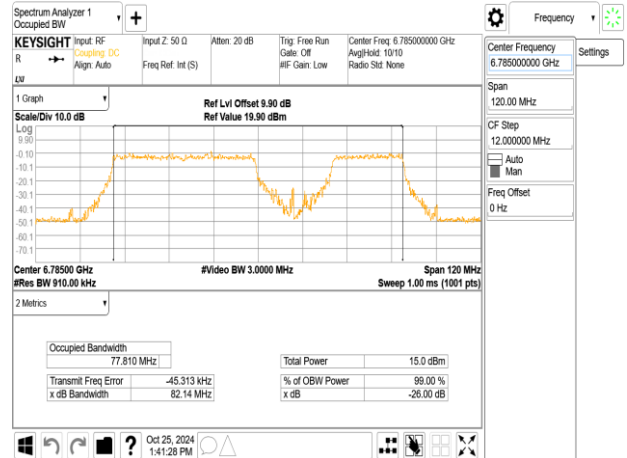 Spectrum Analyzer 1
Occupied BW
KEYSIGHT
R
Input: RF
Coupling: DC
Align: Auto
Input Z: 50 Ω
Freq Ref: Int (S)
Atten: 20 dB
Trig: Free Run
Gate: Off
#IF Gain: Low
Center Freq: 6.785000000 GHz
Avg|Hold: 10/10
Radio Std: None
1 Graph
Scale/Div 10.0 dB
Ref Lvl Offset 9.90 dB
Ref Value 19.90 dBm
Log
9.90
-0.10
-10.1
-20.1
-30.1
-40.1
-50.1
-60.1
-70.1
Center 6.78500 GHz
#Video BW 3.0000 MHz
Span 120 MHz
#Res BW 910.00 kHz
Sweep 1.00 ms (1001 pts)
2 Metrics
Occupied Bandwidth
77.810 MHz
Total Power 15.0 dBm
Transmit Freq Error -45.313 kHz
% of OBW Power 99.00 %
x dB Bandwidth 82.14 MHz
x dB -26.00 dB
Oct 25, 2024
1:41:28 PM
Frequency
Center Frequency
6.785000000 GHz
Settings
Span
120.00 MHz
CF Step
12.000000 MHz
Auto
Man
Freq Offset
0 Hz